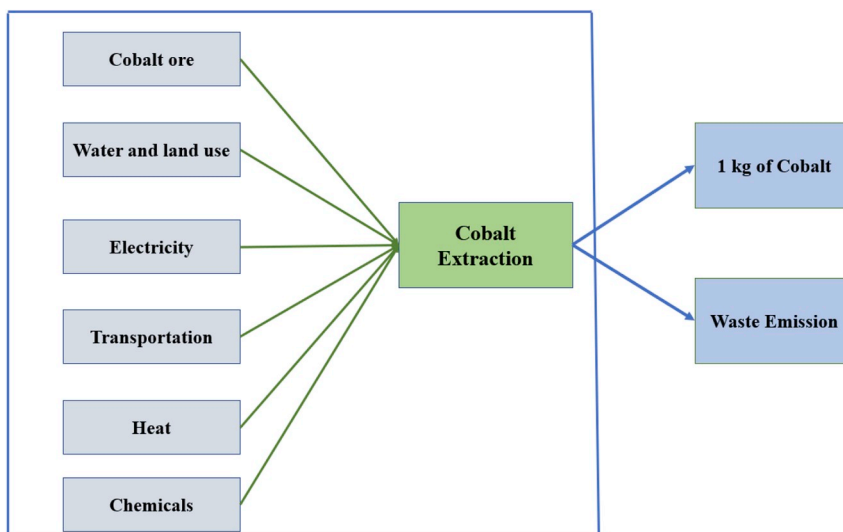 Cobalt ore
Water and land use
Electricity
Transportation
Heat
Chemicals
Cobalt
Extraction
1 kg of Cobalt
Waste Emission